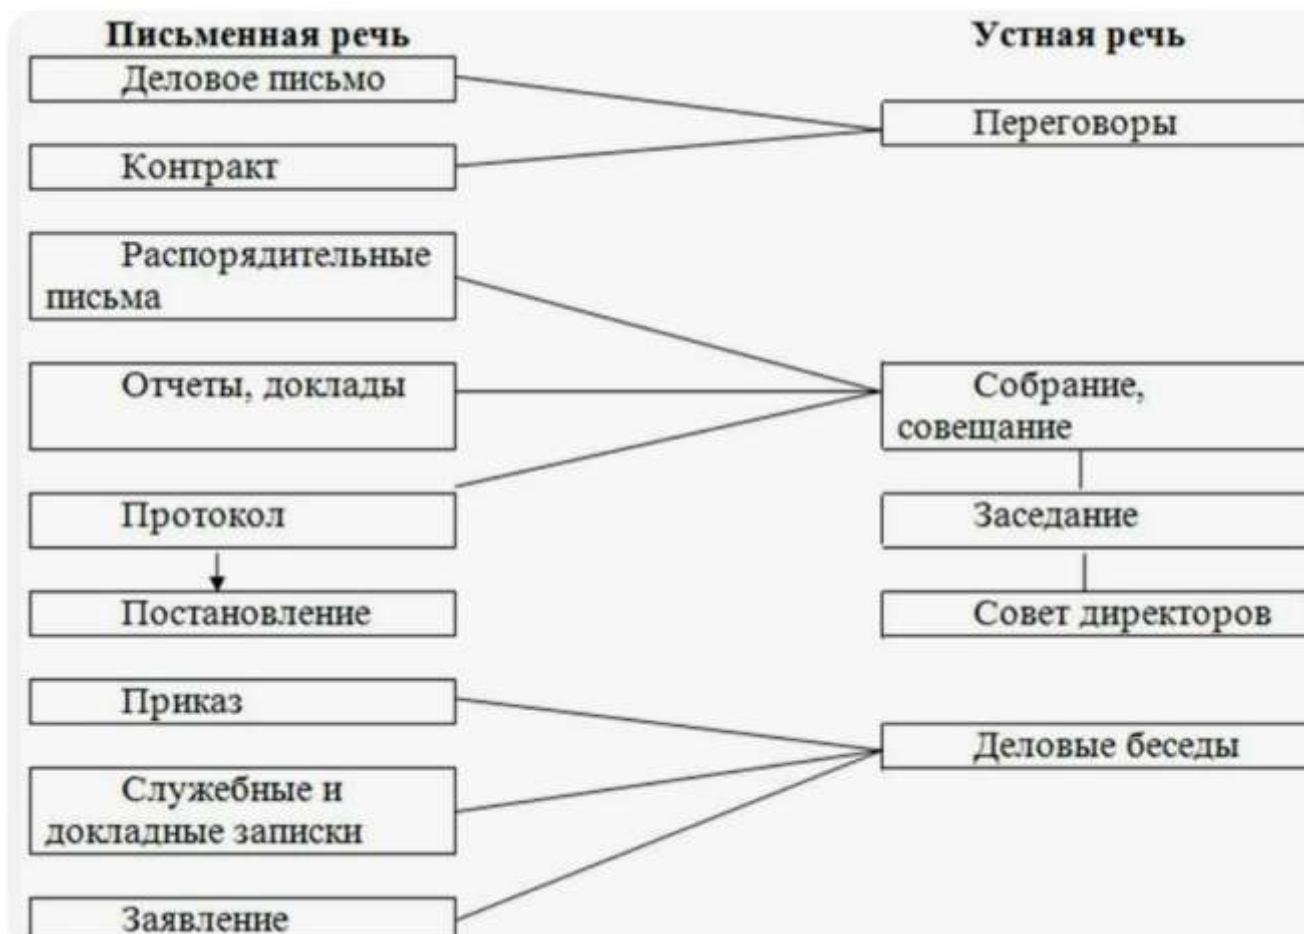 Письменная речь
Устная речь
Деловое письмо
Переговоры
Контракт
Распорядительные
письма
Отчеты, доклады
Собрание,
совещание
Протокол
Заседание
Постановление
Совет директоров
Приказ
Деловые беседы
Служебные и
докладные записки
Заявление